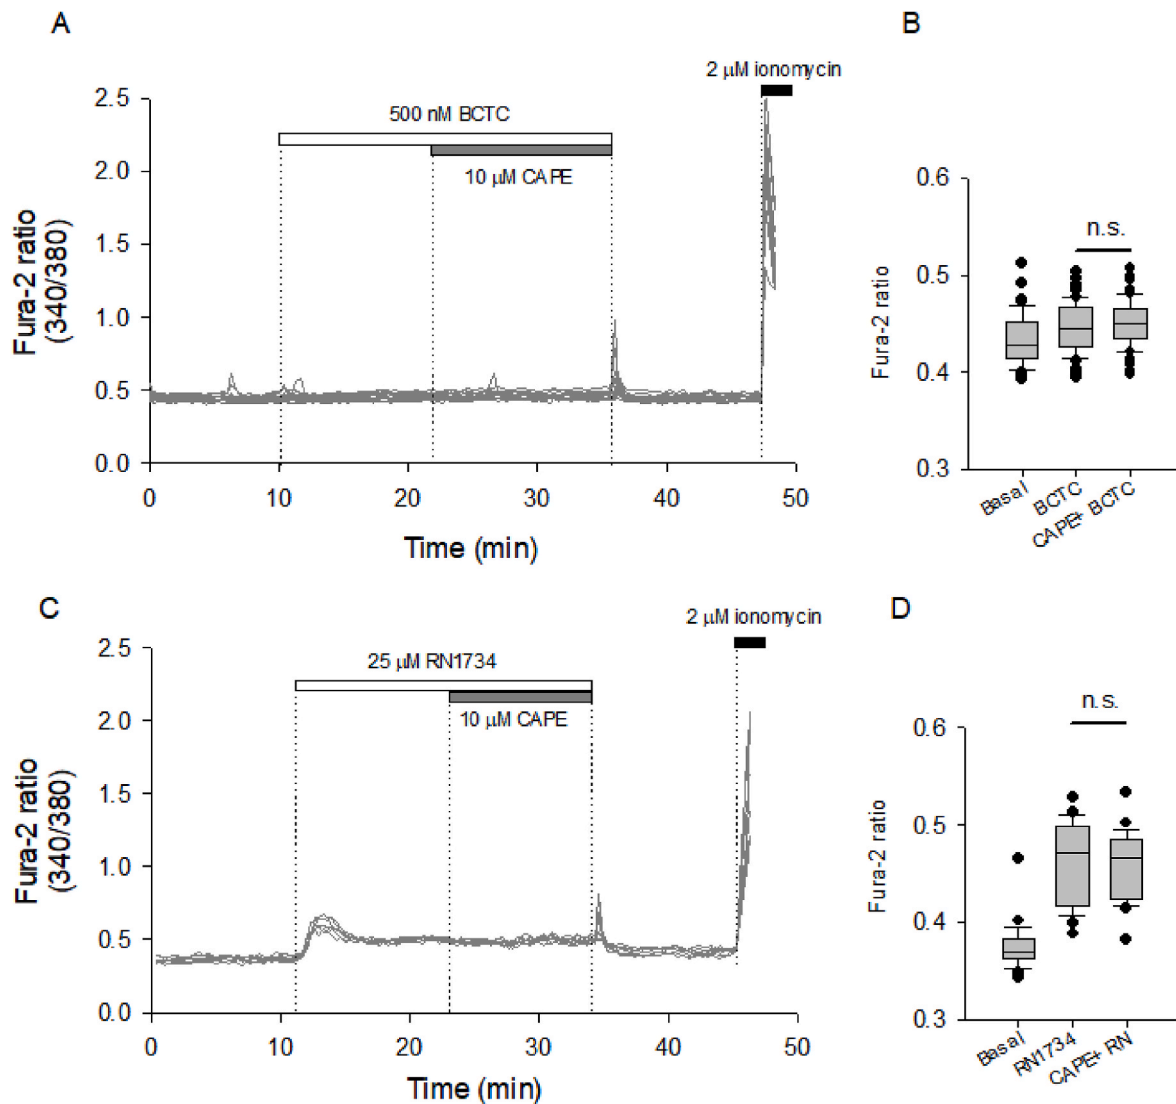 A
2 μM ionomycin
500 nM BCTC
10 μM CAPE
2.5
2.0
1.5
1.0
0.5
0.0
Fura-2 ratio
(340/380)
0 10 20 30 40 50
Time (min)
B
n.s.
0.6
0.5
0.4
0.3
Fura-2 ratio
Basal
BCTC
CAPE+ BCTC
C
2 μM ionomycin
25 μM RN1734
10 μM CAPE
2.5
2.0
1.5
1.0
0.5
0.0
Fura-2 ratio
(340/380)
0 10 20 30 40 50
Time (min)
D
n.s.
0.6
0.5
0.4
0.3
Fura-2 ratio
Basal
RN1734
CAPE+ RN